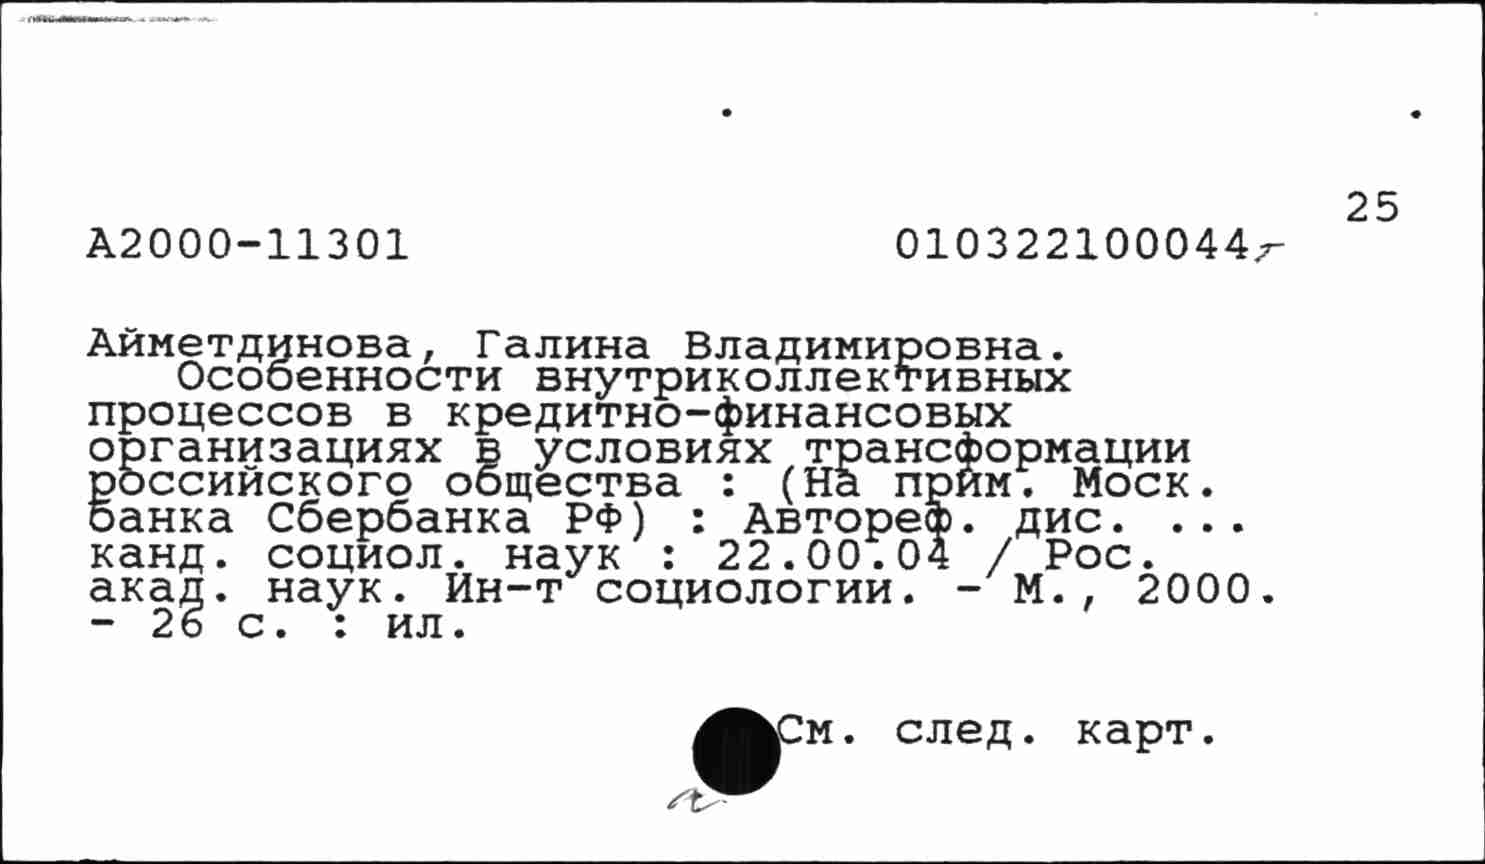 25
А2000-11301 010322100044
Айметдинова, Галина Владимировна.
Особенности внутриколлективных
процессов в кредитно-финансовых
организациях в условиях трансформации
российского общества : (На прим. Моск.
банка Сбербанка РФ) : Автореф. дис. ...
канд. социол. наук : 22.00.04 / Рос.
акад. наук. Ин-т социологии. - М., 2000.
- 26 с. : ил.
См. след. карт.